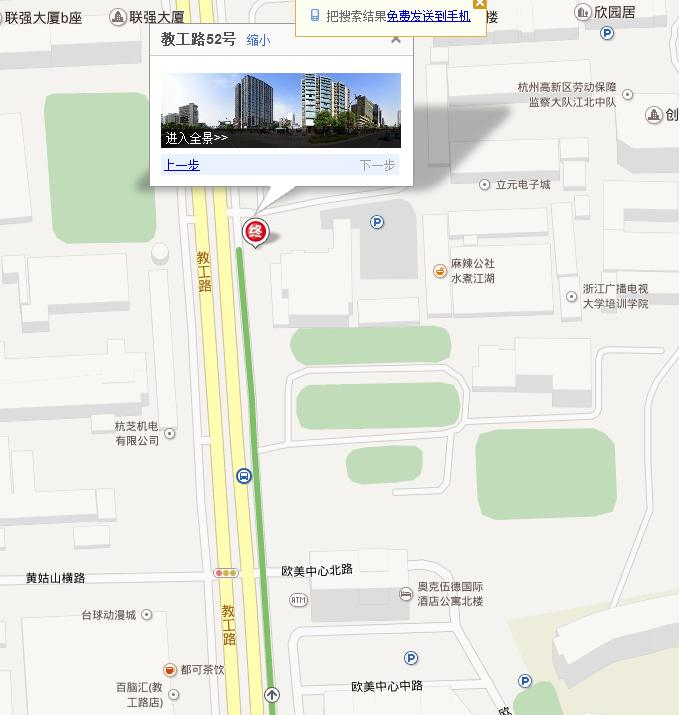 联强大厦b座
联强大厦
把搜索结果免费发送到手机
楼
欣园居
P
教工路52号 缩小
进入全景>>
上一步
下一步
杭州高新区劳动保障
监察大队江北中队
创
立元电子城
终
P
教工路
麻辣公社
水煮江湖
浙江广播电视
大学培训学院
杭芝机电
有限公司
黄姑山横路
欧美中心北路
ATM
奥克伍德国际
酒店公寓北楼
台球动漫城
教工路
都可茶饮
百脑汇(教
工路店)
P
欧美中心中路
P
欧